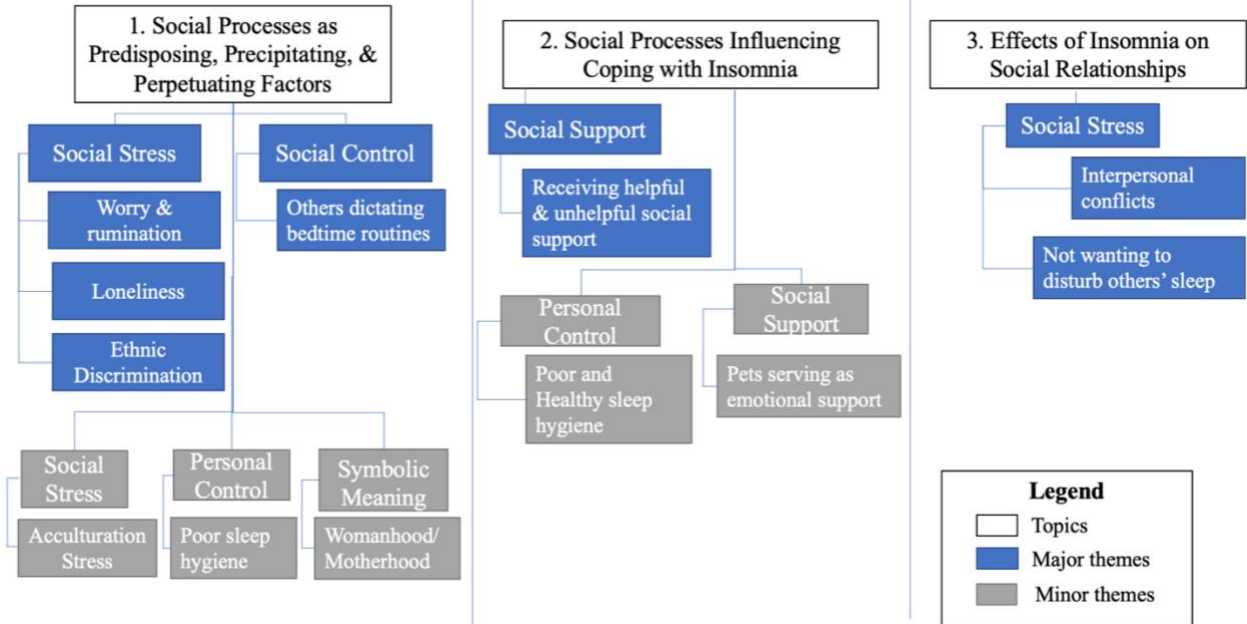 1. Social Processes as
Predisposing, Precipitating, &
Perpetuating Factors
Social Stress
Social Control
Worry &
rumination
Others dictating
bedtime routines
Loneliness
Ethnic
Discrimination
Social
Stress
Personal
Control
Symbolic
Meaning
Acculturation
Stress
Poor sleep
hygiene
Womanhood/
Motherhood
2. Social Processes Influencing
Coping with Insomnia
Social Support
Receiving helpful
& unhelpful social
support
Personal
Control
Social
Support
Poor and
Healthy sleep
hygiene
Pets serving as
emotional support
3. Effects of Insomnia on
Social Relationships
Social Stress
Interpersonal
conflicts
Not wanting to
disturb others’ sleep
Legend
Topics
Major themes
Minor themes